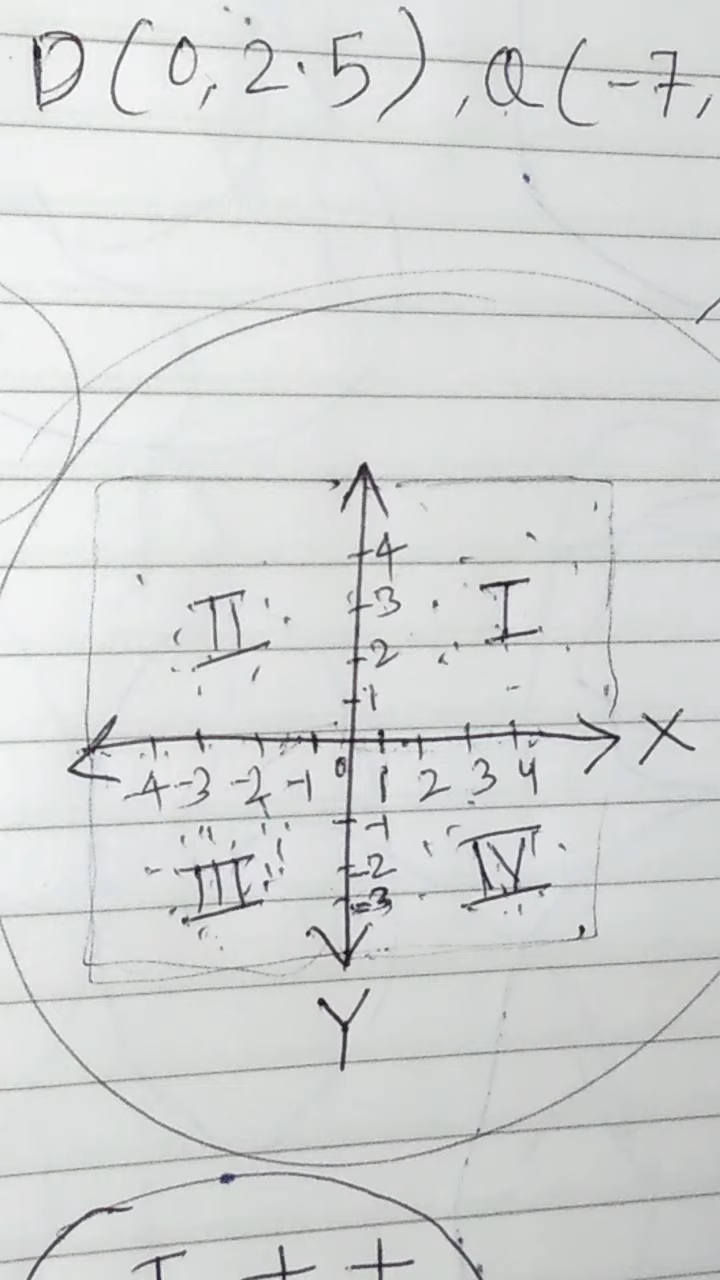 D(0, 2.5), Q(-7,
4
II 3 I
2
1
X
-4 -3 -2 -1 0 1 2 3 4
-1
III -2 IV
-3
Y
I + +